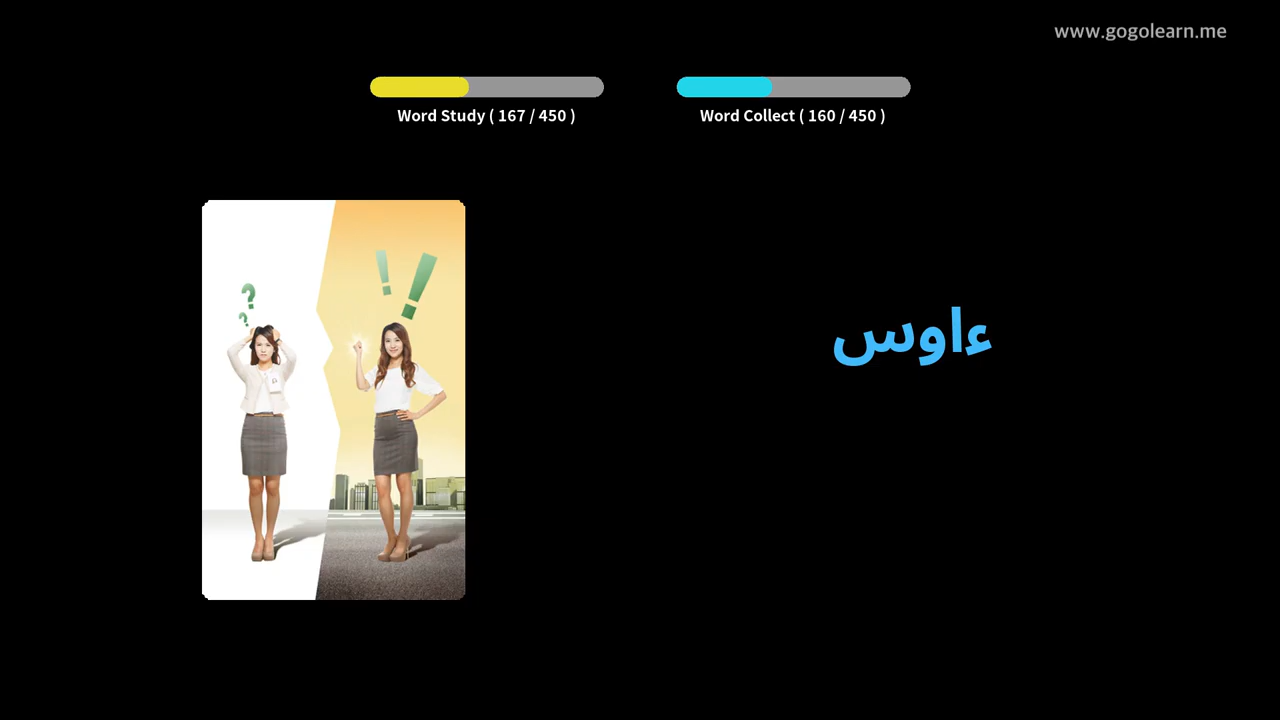 www.gogolearn.me
Word Study ( 167 / 450 )
Word Collect ( 160 / 450 )
? ?
! !
ءاوس